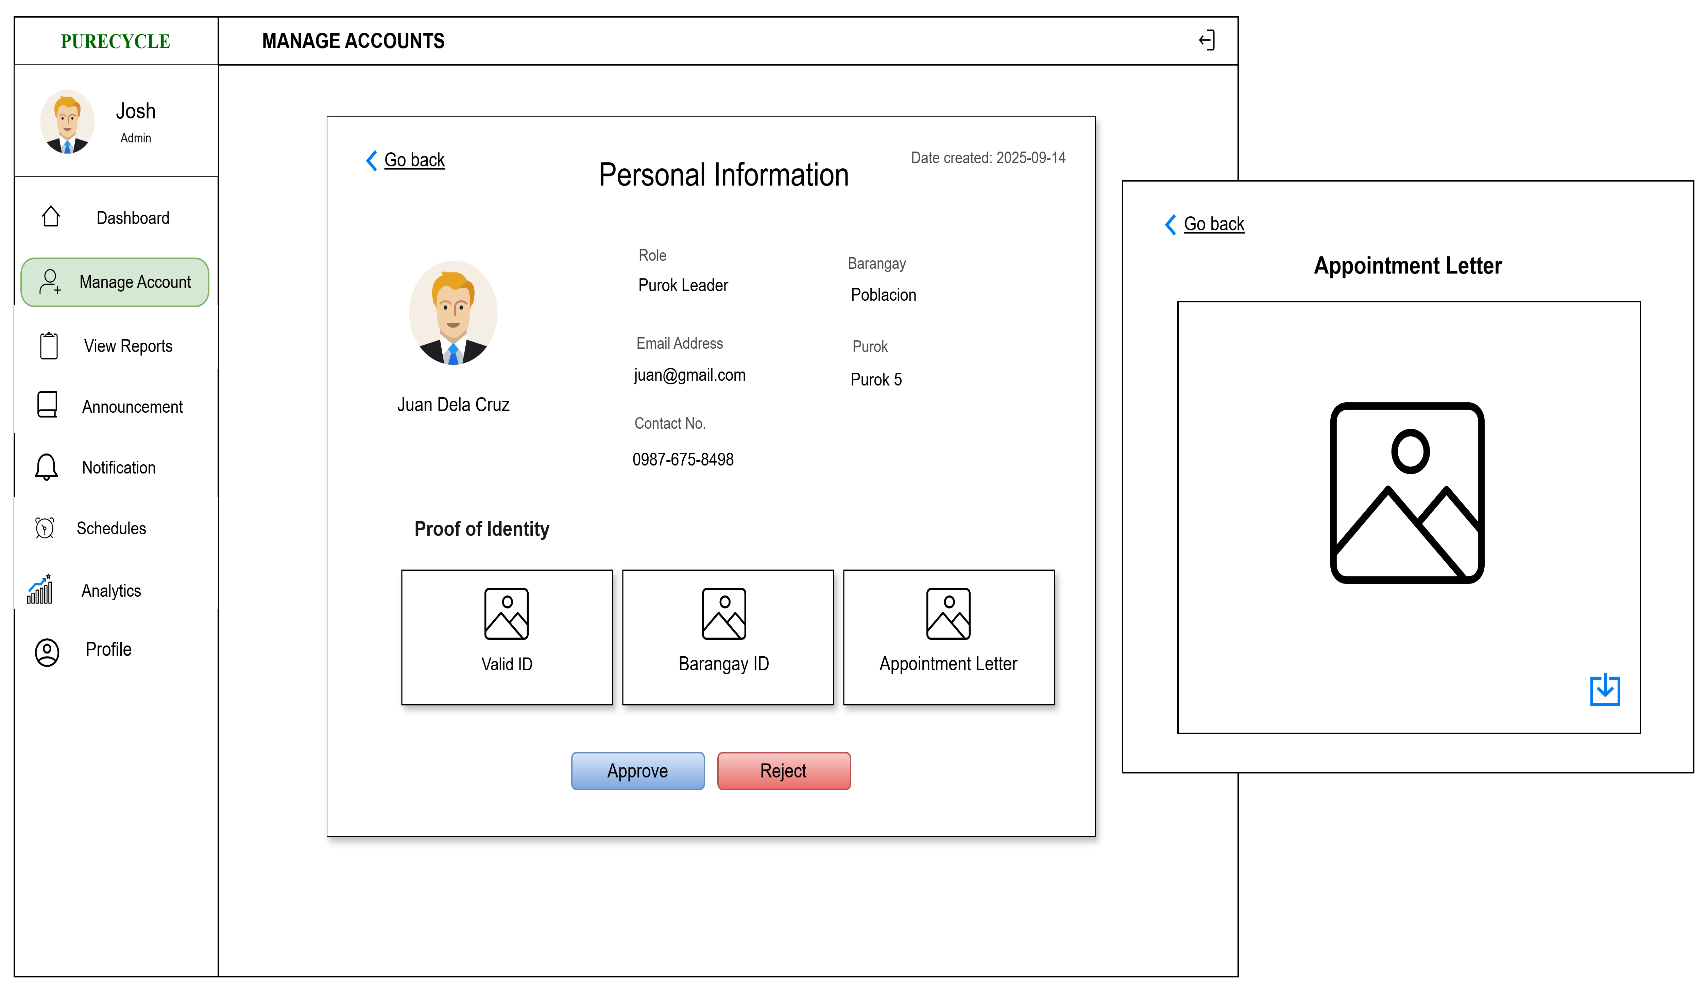 PURECYCLE
MANAGE ACCOUNTS
Josh
Admin
Dashboard
Manage Account
View Reports
Announcement
Notification
Schedules
Analytics
Profile
Go back
Personal Information
Date created: 2025-09-14
Juan Dela Cruz
Role
Purok Leader
Barangay
Poblacion
Email Address
juan@gmail.com
Purok
Purok 5
Contact No.
0987-675-8498
Proof of Identity
Valid ID
Barangay ID
Appointment Letter
Approve
Reject
Go back
Appointment Letter